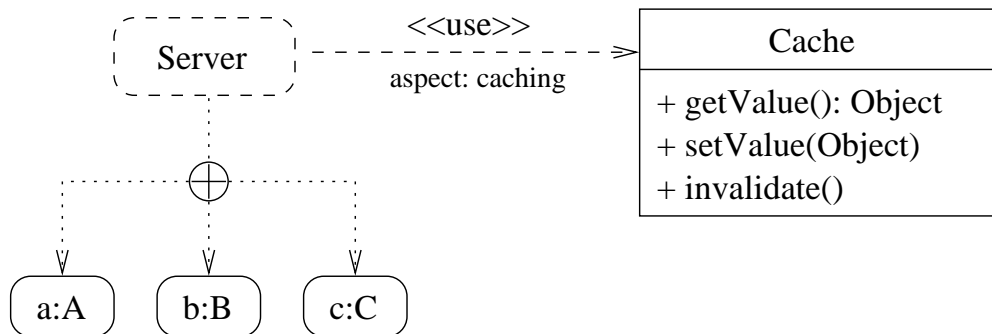 Server
<<use>>
aspect: caching
Cache
+ getValue(): Object
+ setValue(Object)
+ invalidate()
a:A
b:B
c:C